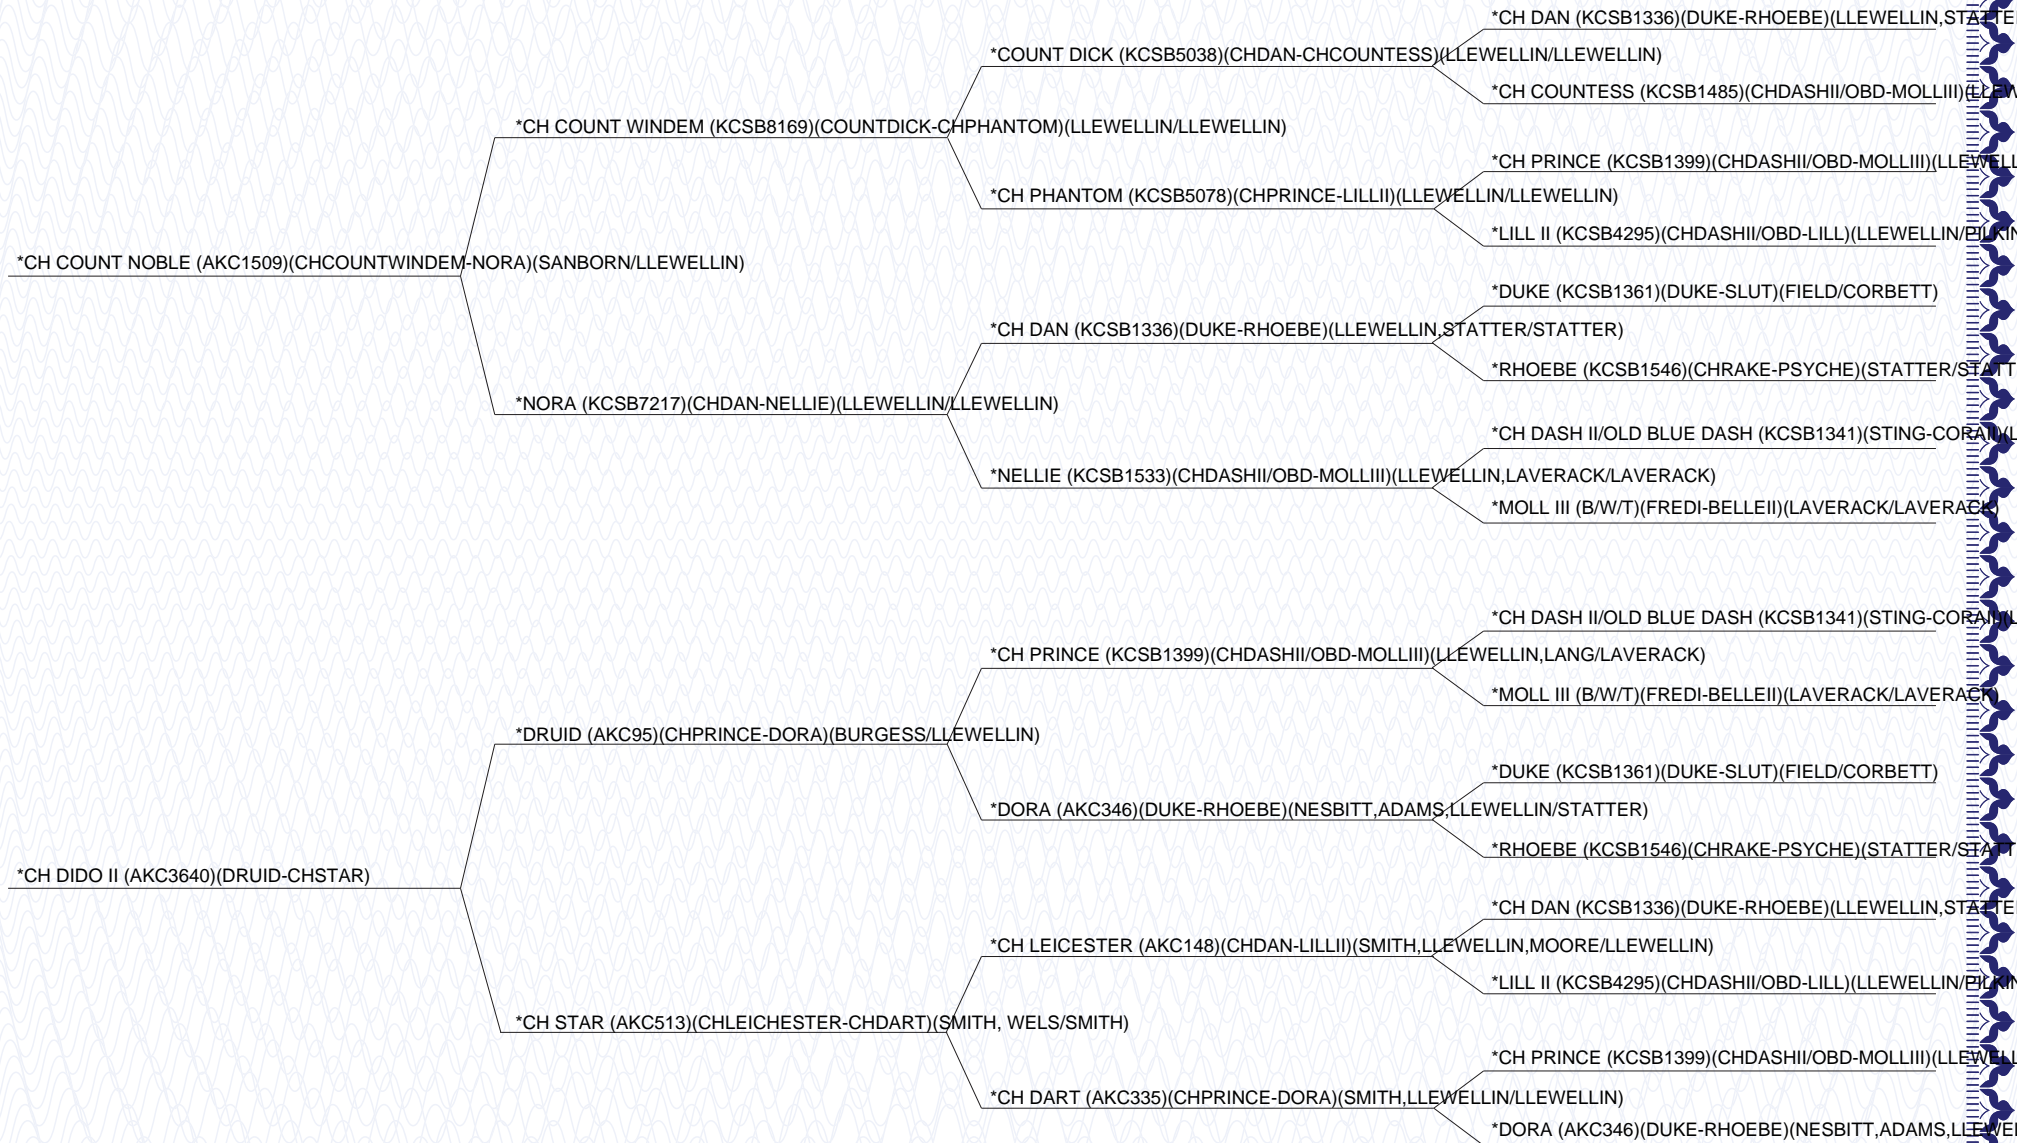 *CH DAN (KCSB1336)(DUKE-RHOEBE)(LLEWELLIN,STATTE
*COUNT DICK (KCSB5038)(CHDAN-CHCOUNTESS)(LLEWELLIN/LLEWELLIN)
*CH COUNTESS (KCSB1485)(CHDASHII/OBD-MOLLIII)(LLEW
*CH COUNT WINDEM (KCSB8169)(COUNTDICK-CHPHANTOM)(LLEWELLIN/LLEWELLIN)
*CH PRINCE (KCSB1399)(CHDASHII/OBD-MOLLIII)(LLEWELL
*CH PHANTOM (KCSB5078)(CHPRINCE-LILLII)(LLEWELLIN/LLEWELLIN)
*LILL II (KCSB4295)(CHDASHII/OBD-LILL)(LLEWELLIN/PILKIN
*CH COUNT NOBLE (AKC1509)(CHCOUNTWINDEM-NORA)(SANBORN/LLEWELLIN)
*DUKE (KCSB1361)(DUKE-SLUT)(FIELD/CORBETT)
*CH DAN (KCSB1336)(DUKE-RHOEBE)(LLEWELLIN,STATTER/STATTER)
*RHOEBE (KCSB1546)(CHRAKE-PSYCHE)(STATTER/STATT
*NORA (KCSB7217)(CHDAN-NELLIE)(LLEWELLIN/LLEWELLIN)
*CH DASH II/OLD BLUE DASH (KCSB1341)(STING-CORAII)(L
*NELLIE (KCSB1533)(CHDASHII/OBD-MOLLIII)(LLEWELLIN,LAVERACK/LAVERACK)
*MOLL III (B/W/T)(FREDI-BELLEII)(LAVERACK/LAVERACK)
*CH DASH II/OLD BLUE DASH (KCSB1341)(STING-CORAII)(L
*CH PRINCE (KCSB1399)(CHDASHII/OBD-MOLLIII)(LLEWELLIN,LANG/LAVERACK)
*MOLL III (B/W/T)(FREDI-BELLEII)(LAVERACK/LAVERACK)
*DRUID (AKC95)(CHPRINCE-DORA)(BURGESS/LLEWELLIN)
*DUKE (KCSB1361)(DUKE-SLUT)(FIELD/CORBETT)
*DORA (AKC346)(DUKE-RHOEBE)(NESBITT,ADAMS,LLEWELLIN/STATTER)
*RHOEBE (KCSB1546)(CHRAKE-PSYCHE)(STATTER/STATT
*CH DIDO II (AKC3640)(DRUID-CHSTAR)
*CH DAN (KCSB1336)(DUKE-RHOEBE)(LLEWELLIN,STATTE
*CH LEICESTER (AKC148)(CHDAN-LILLII)(SMITH,LLEWELLIN,MOORE/LLEWELLIN)
*LILL II (KCSB4295)(CHDASHII/OBD-LILL)(LLEWELLIN/PILKIN
*CH STAR (AKC513)(CHLEICHESTER-CHDART)(SMITH, WELS/SMITH)
*CH PRINCE (KCSB1399)(CHDASHII/OBD-MOLLIII)(LLEWELL
*CH DART (AKC335)(CHPRINCE-DORA)(SMITH,LLEWELLIN/LLEWELLIN)
*DORA (AKC346)(DUKE-RHOEBE)(NESBITT,ADAMS,LLEWE